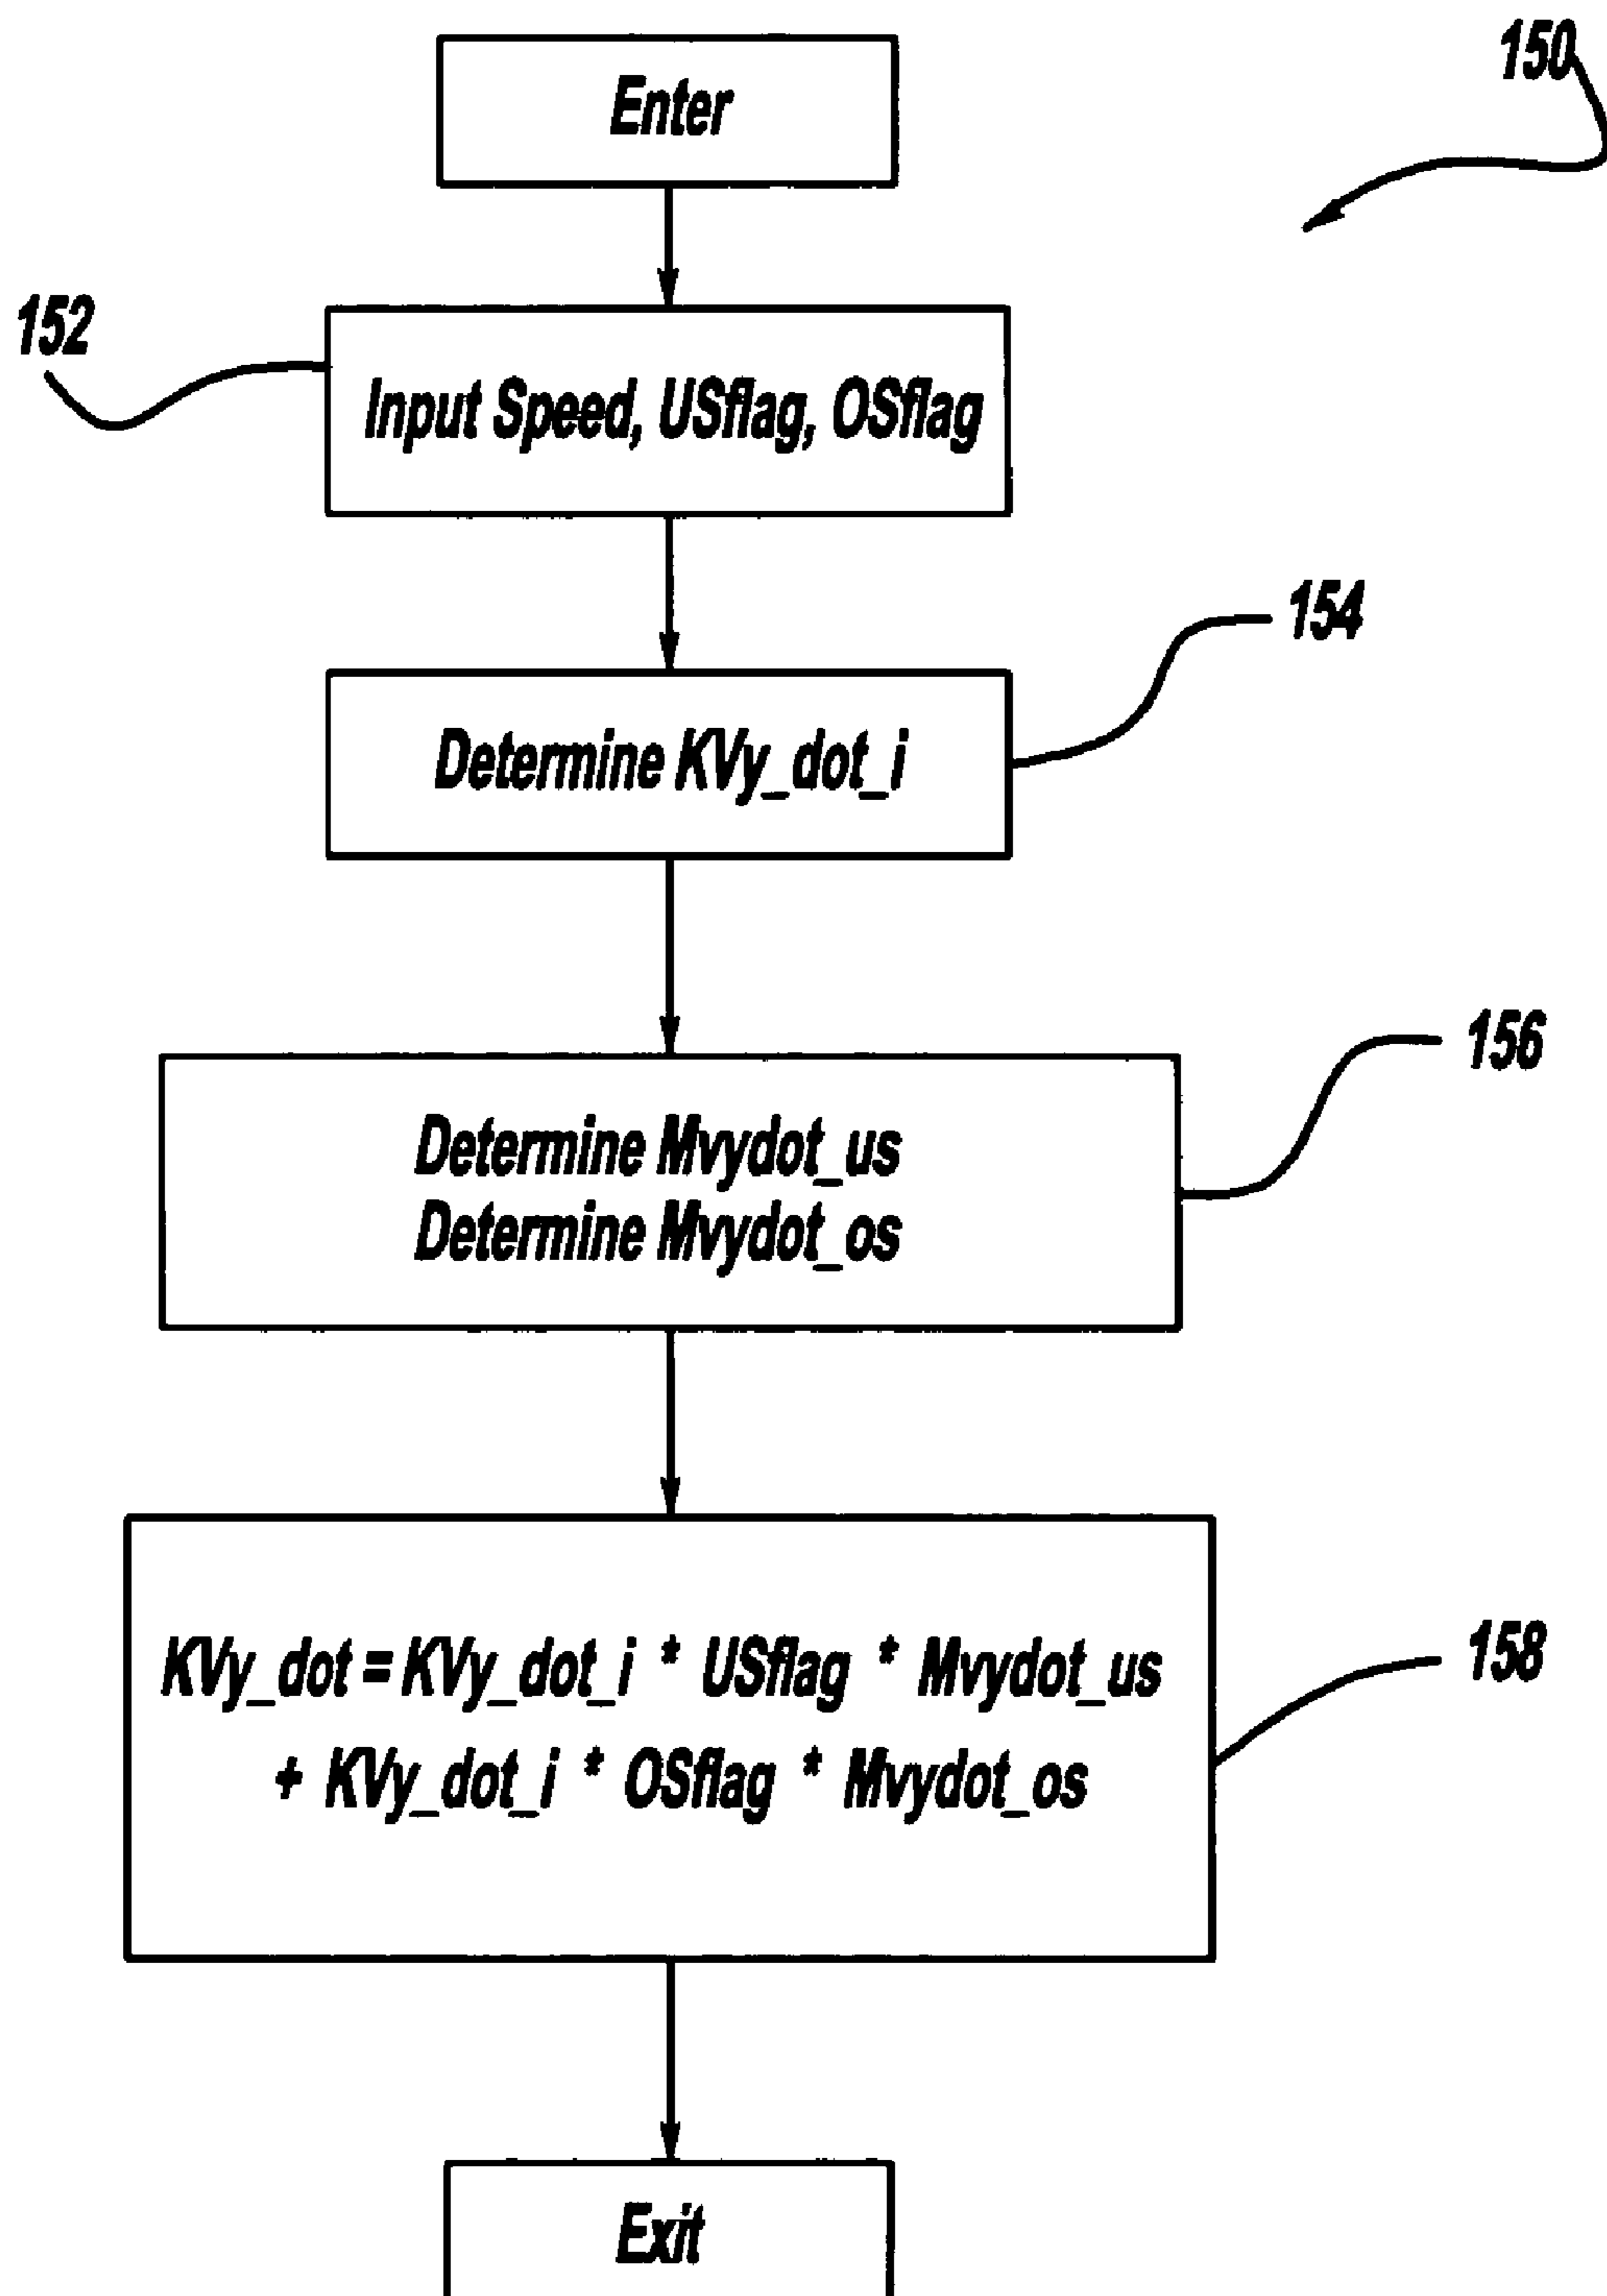 Enter
150
152
Input Speed, USflag, OSflag
154
Determine KVy_dot_i
156
Determine Mvydot_us
Determine Mvydot_os
158
KVy_dot = KVy_dot_i * USflag * Mvydot_us
+ KVy_dot_i * OSflag * Mvydot_os
Exit